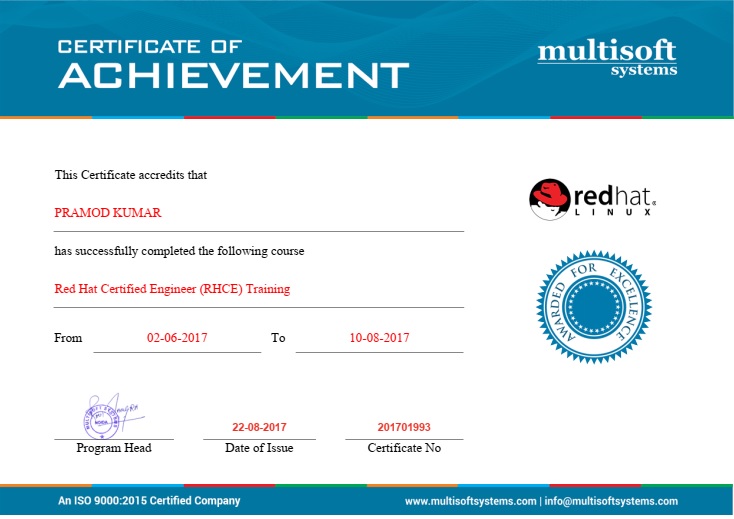 CERTIFICATE OF
ACHIEVEMENT
multisoft
systems
This Certificate accredits that
PRAMOD KUMAR
has successfully completed the following course
Red Hat Certified Engineer (RHCE) Training
From 02-06-2017 To 10-08-2017
redhat®
LINUX
AWARDED FOR EXCELLENCE
NOIDA
22-08-2017 201701993
Program Head Date of Issue Certificate No
An ISO 9000:2015 Certified Company www.multisoftsystems.com | info@multisoftsystems.com